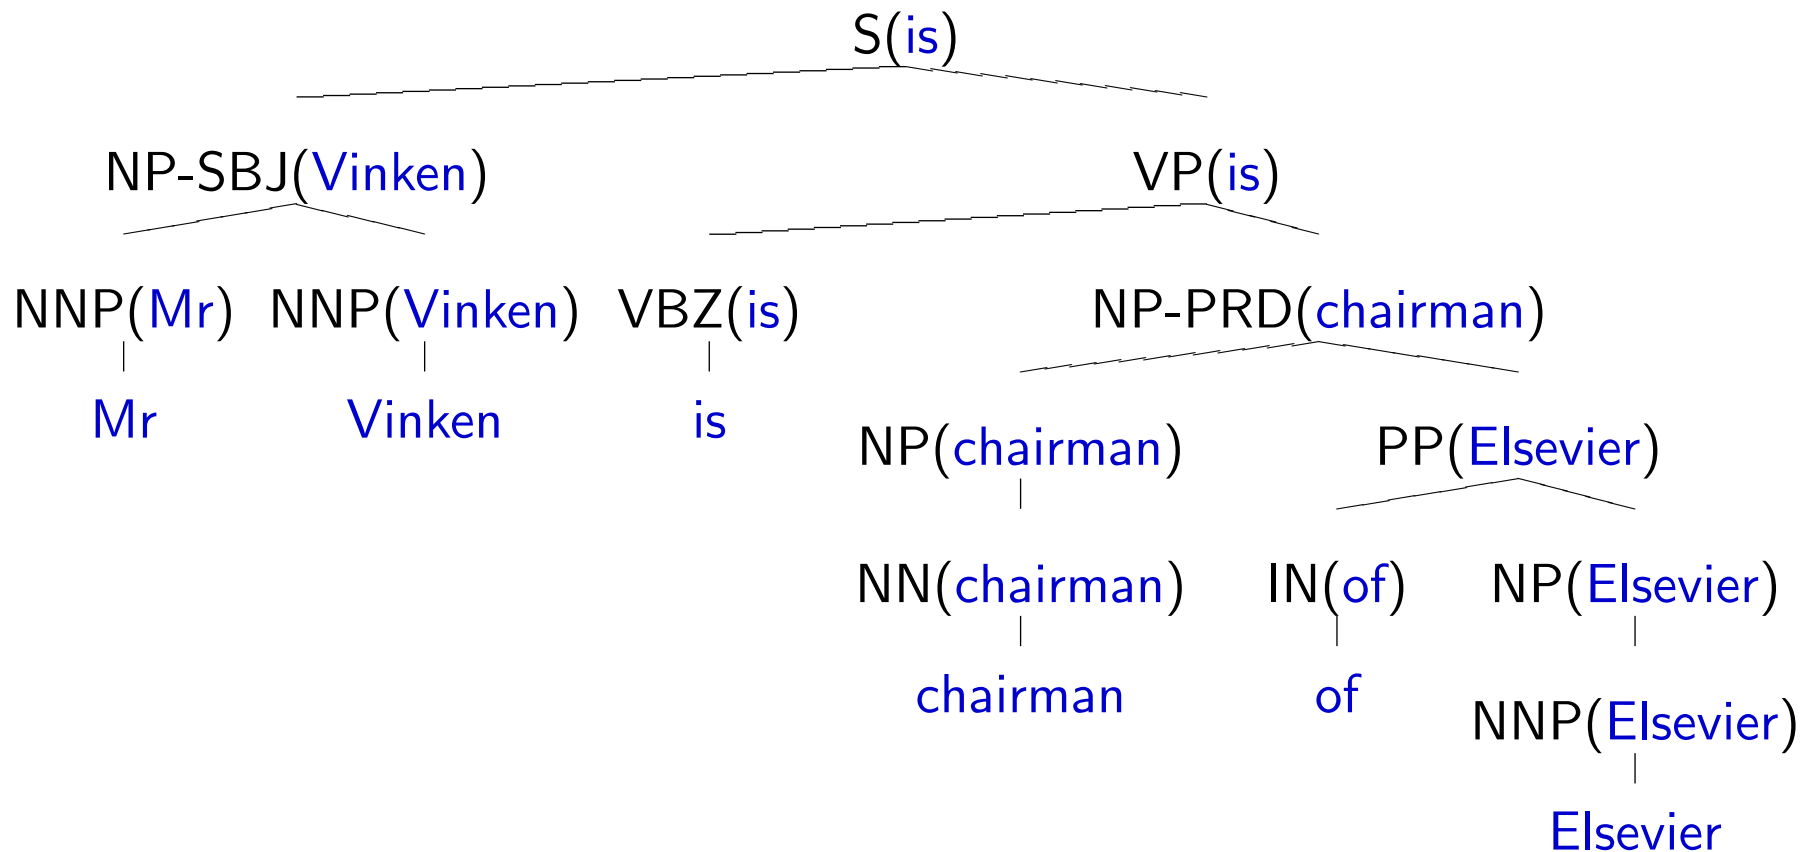 S(is)
NP-SBJ(Vinken) VP(is)
NNP(Mr) NNP(Vinken) VBZ(is) NP-PRD(chairman)
Mr Vinken is
NP(chairman) PP(Elsevier)
NN(chairman) IN(of) NP(Elsevier)
chairman of
NNP(Elsevier)
Elsevier